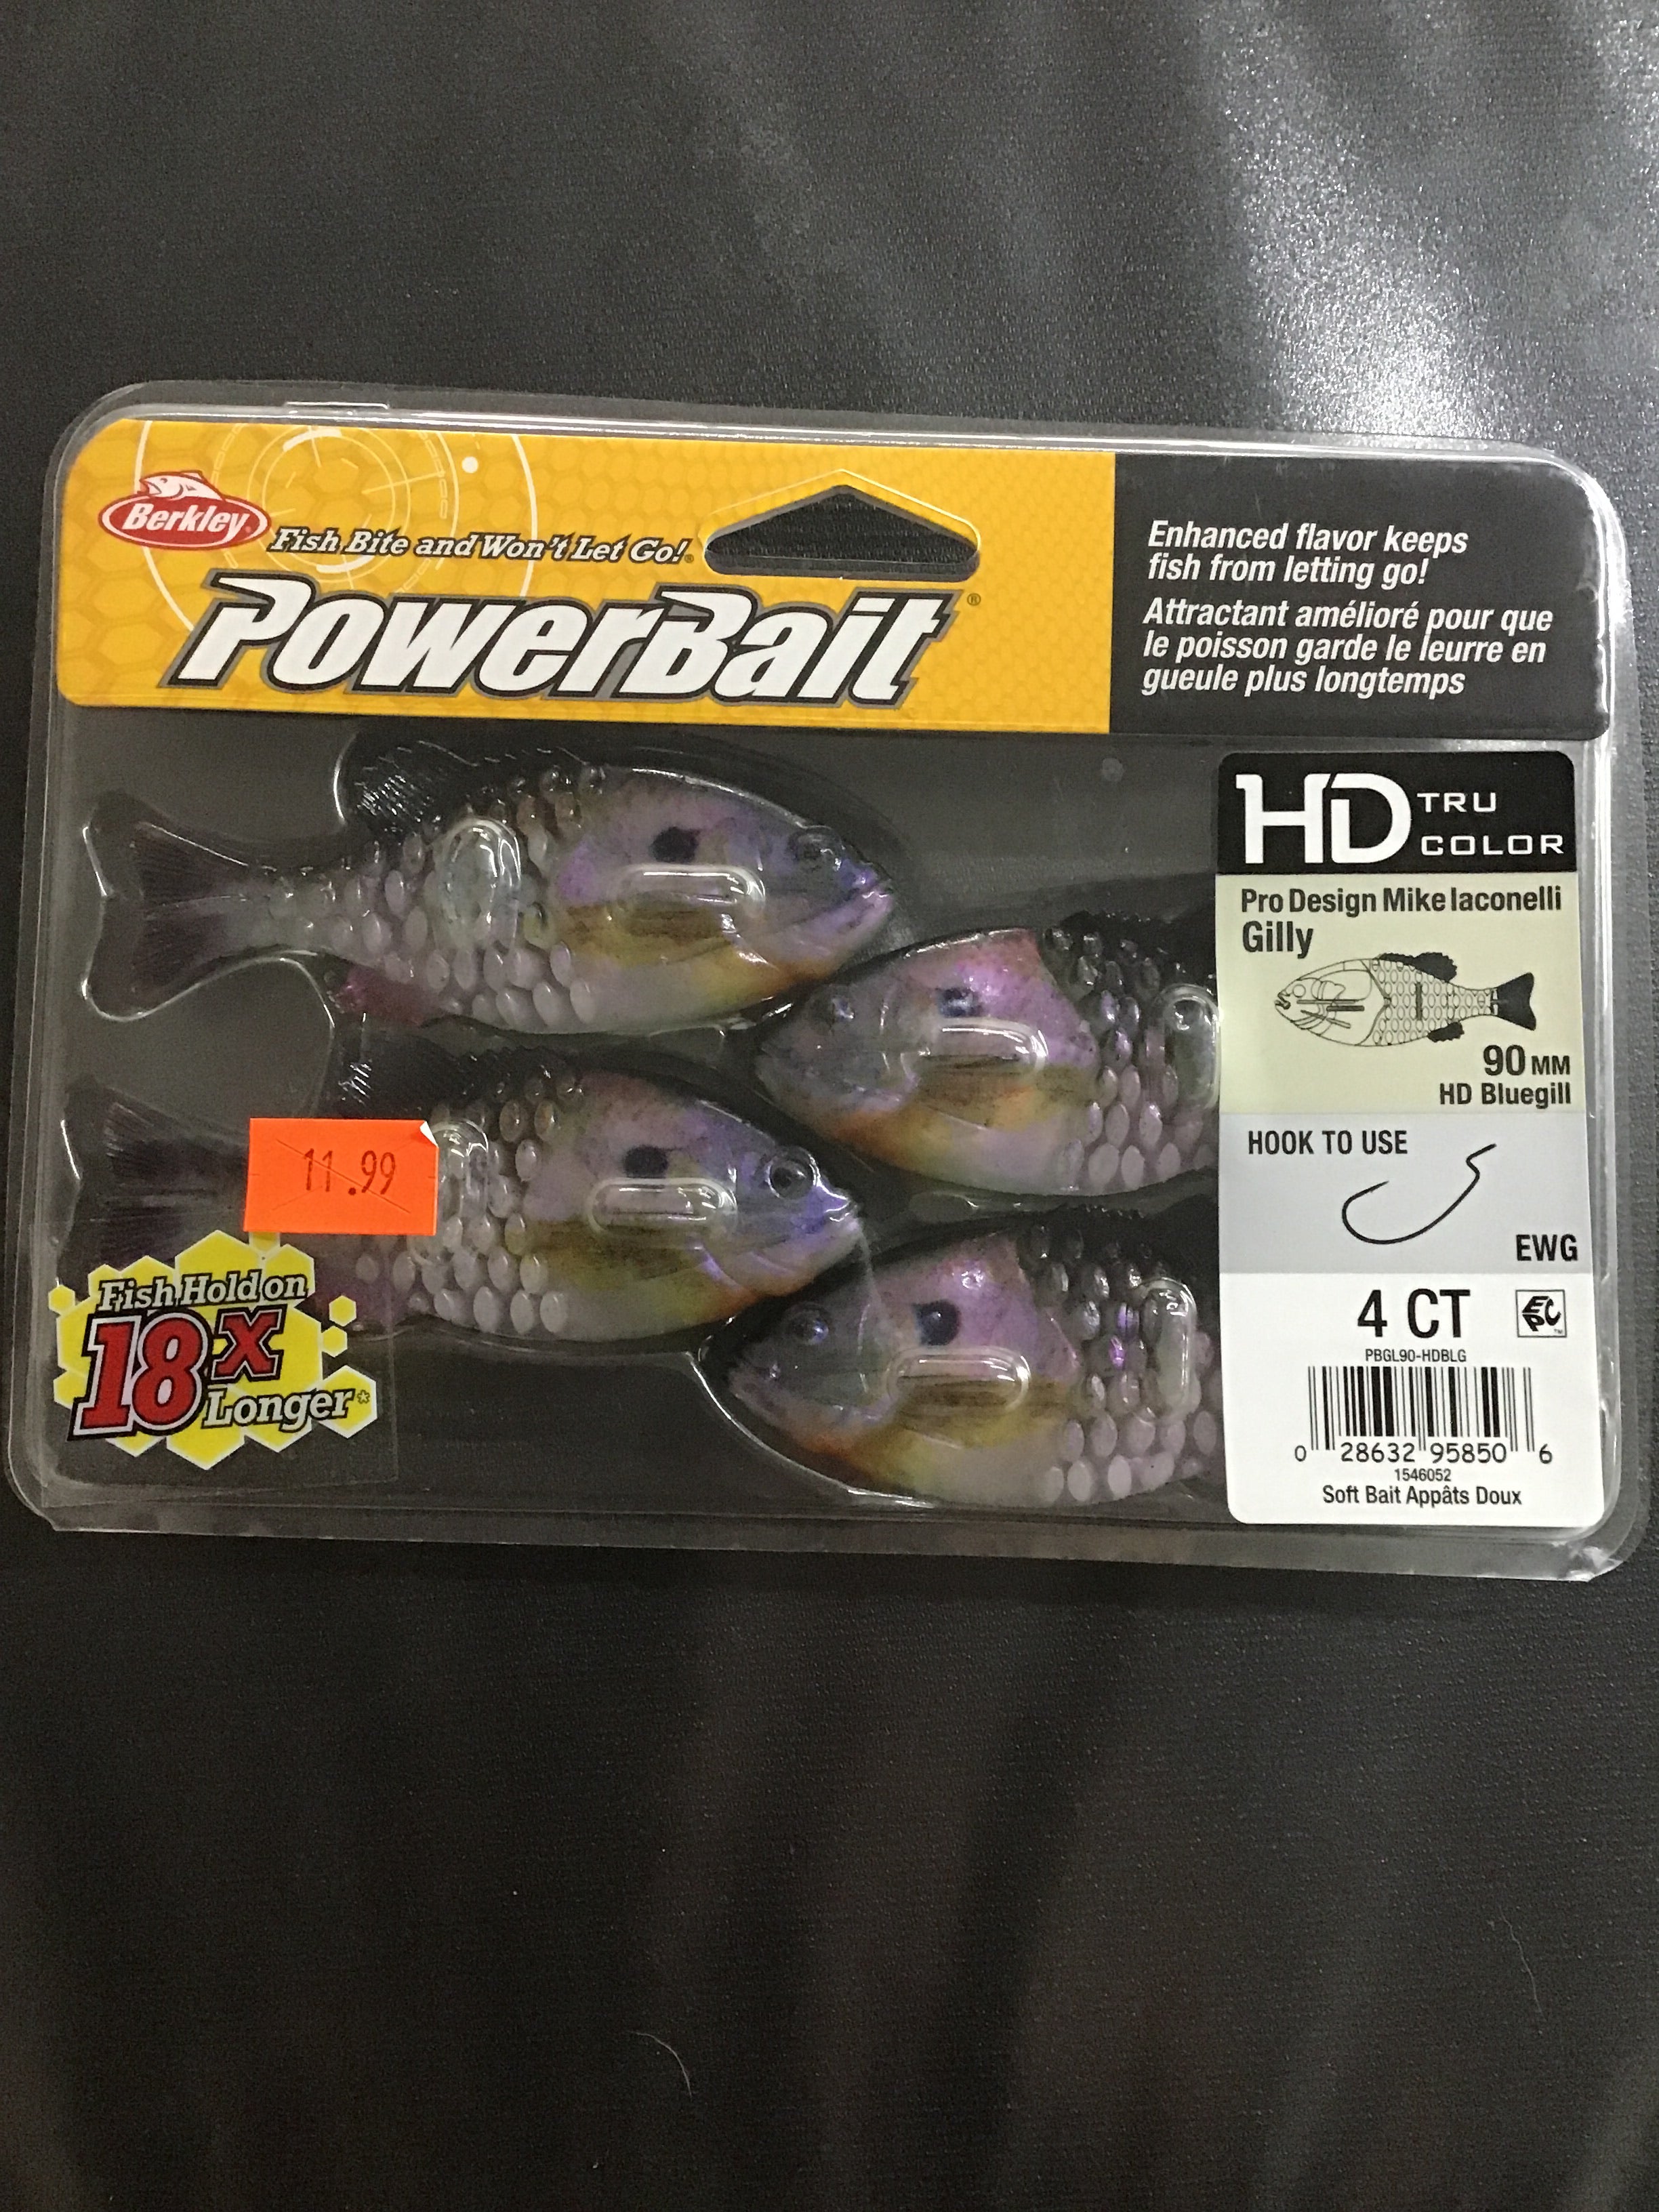 Berkley
Fish Bite and Won't Let Go!®
PowerBait®
Enhanced flavor keeps
fish from letting go!
Attractant amélioré pour que
le poisson garde le leurre en
gueule plus longtemps
HD TRU
COLOR
Pro Design Mike Iaconelli
Gilly
90 MM
HD Bluegill
HOOK TO USE
EWG
4 CT
PBGL90-HDBLG
0 28632 95850 6
1546052
Soft Bait Appâts Doux
11.99
Fish Hold on
18x
Longer*